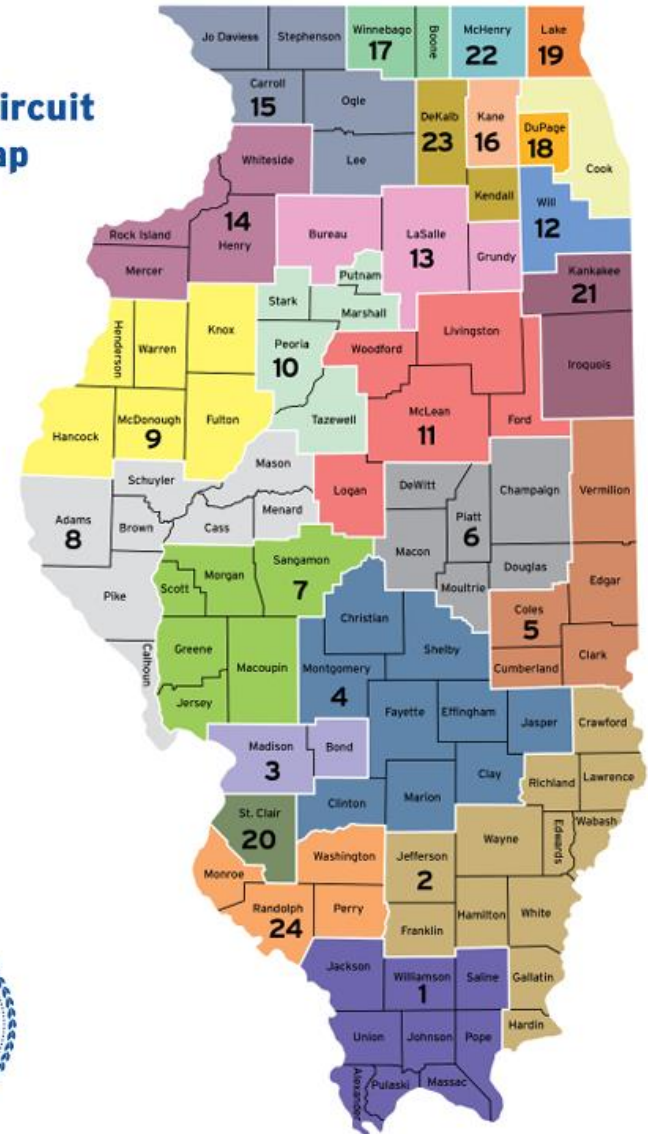 Jo Daviess
Stephenson
Winnebago
17
Boone
McHenry
22
Lake
19
ircuit
ap
Carroll
15
Ogle
DeKalb
23
Kane
16
DuPage
18
Cook
Whiteside
Lee
Kendall
Will
12
Rock Island
14
Henry
Mercer
Bureau
LaSalle
13
Grundy
Kankakee
21
Putnam
Stark
Marshall
Henderson
Warren
Knox
Peoria
10
Woodford
Livingston
Iroquois
Hancock
McDonough
9
Fulton
Tazewell
McLean
11
Ford
Mason
Schuyler
Adams
8
Brown
Cass
Menard
Logan
DeWitt
Piatt
6
Champaign
Vermilion
Macon
Pike
Scott
Morgan
Sangamon
7
Moultrie
Douglas
Edgar
Christian
Coles
5
Calhoun
Greene
Macoupin
Jersey
Montgomery
4
Shelby
Cumberland
Clark
Fayette
Effingham
Jasper
Crawford
Madison
3
Bond
Clay
Richland
Lawrence
Clinton
Marion
St. Clair
20
Wayne
Edwards
Wabash
Washington
Jefferson
2
Monroe
Randolph
24
Perry
Hamilton
White
Franklin
Jackson
Williamson
1
Saline
Gallatin
Hardin
Union
Johnson
Pope
Alexander
Pulaski
Massac